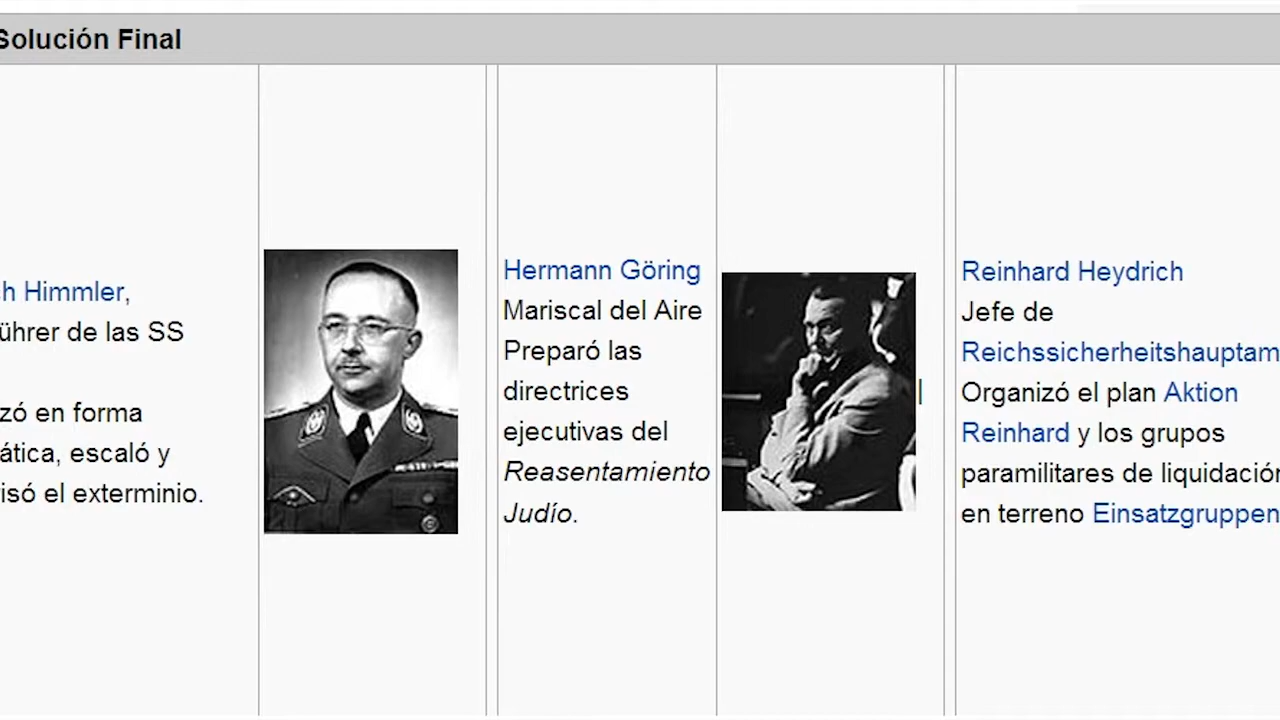 Solución Final
ch Himmler,
ührer de las SS
zó en forma
ática, escaló y
isó el exterminio.
Hermann Göring
Mariscal del Aire
Preparó las
directrices
ejecutivas del
Reasentamiento
Judío.
Reinhard Heydrich
Jefe de
Reichssicherheitshauptam
Organizó el plan Aktion
Reinhard y los grupos
paramilitares de liquidación
en terreno Einsatzgruppen